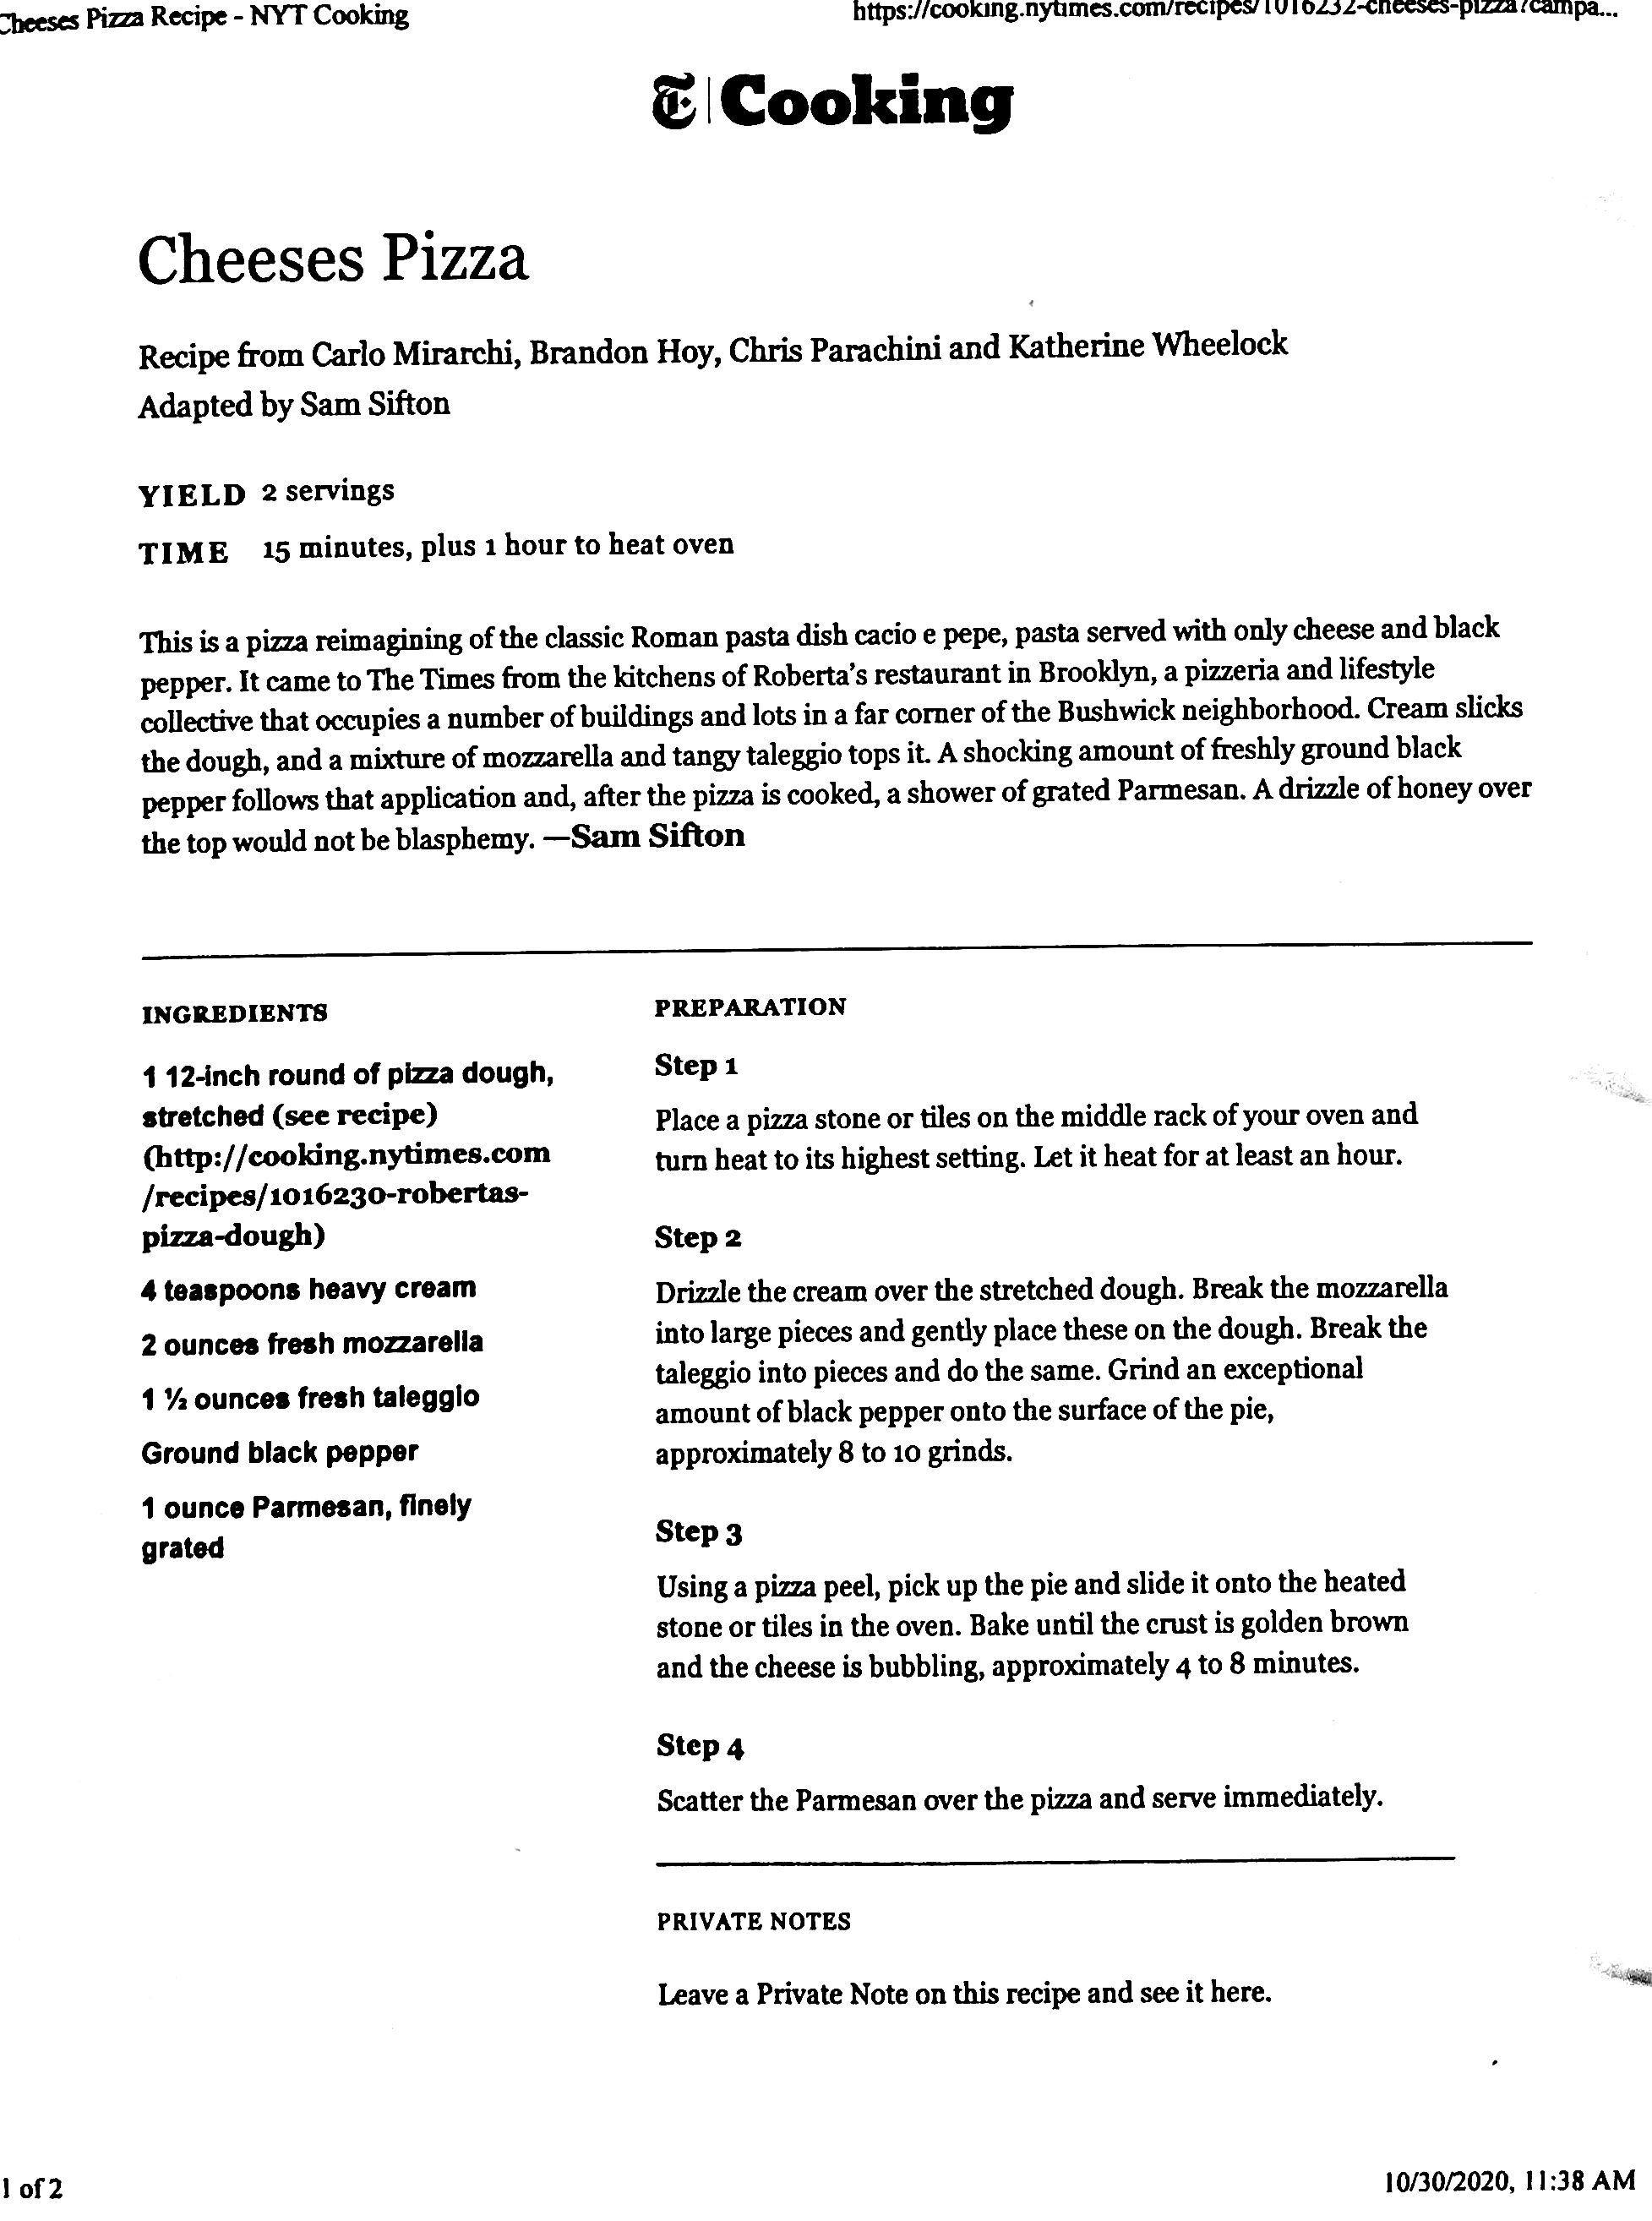 Cheeses Pizza Recipe - NYT Cooking
https://cooking.nytimes.com/recipes/1016232-cheeses-pizza?campa...
T | Cooking
Cheeses Pizza
Recipe from Carlo Mirarchi, Brandon Hoy, Chris Parachini and Katherine Wheelock
Adapted by Sam Sifton
YIELD 2 servings
TIME 15 minutes, plus 1 hour to heat oven
This is a pizza reimagining of the classic Roman pasta dish cacio e pepe, pasta served with only cheese and black
pepper. It came to The Times from the kitchens of Roberta's restaurant in Brooklyn, a pizzeria and lifestyle
collective that occupies a number of buildings and lots in a far corner of the Bushwick neighborhood. Cream slicks
the dough, and a mixture of mozzarella and tangy taleggio tops it. A shocking amount of freshly ground black
pepper follows that application and, after the pizza is cooked, a shower of grated Parmesan. A drizzle of honey over
the top would not be blasphemy. —Sam Sifton
INGREDIENTS
1 12-inch round of pizza dough,
stretched (see recipe)
(http://cooking.nytimes.com
/recipes/1016230-robertas-
pizza-dough)
4 teaspoons heavy cream
2 ounces fresh mozzarella
1 ½ ounces fresh taleggio
Ground black pepper
1 ounce Parmesan, finely
grated
PREPARATION
Step 1
Place a pizza stone or tiles on the middle rack of your oven and
turn heat to its highest setting. Let it heat for at least an hour.
Step 2
Drizzle the cream over the stretched dough. Break the mozzarella
into large pieces and gently place these on the dough. Break the
taleggio into pieces and do the same. Grind an exceptional
amount of black pepper onto the surface of the pie,
approximately 8 to 10 grinds.
Step 3
Using a pizza peel, pick up the pie and slide it onto the heated
stone or tiles in the oven. Bake until the crust is golden brown
and the cheese is bubbling, approximately 4 to 8 minutes.
Step 4
Scatter the Parmesan over the pizza and serve immediately.
PRIVATE NOTES
Leave a Private Note on this recipe and see it here.
1 of 2
10/30/2020, 11:38 AM